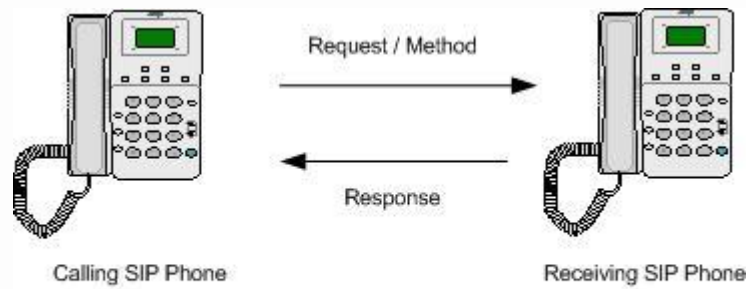 Request / Method
Response
Calling SIP Phone
Receiving SIP Phone